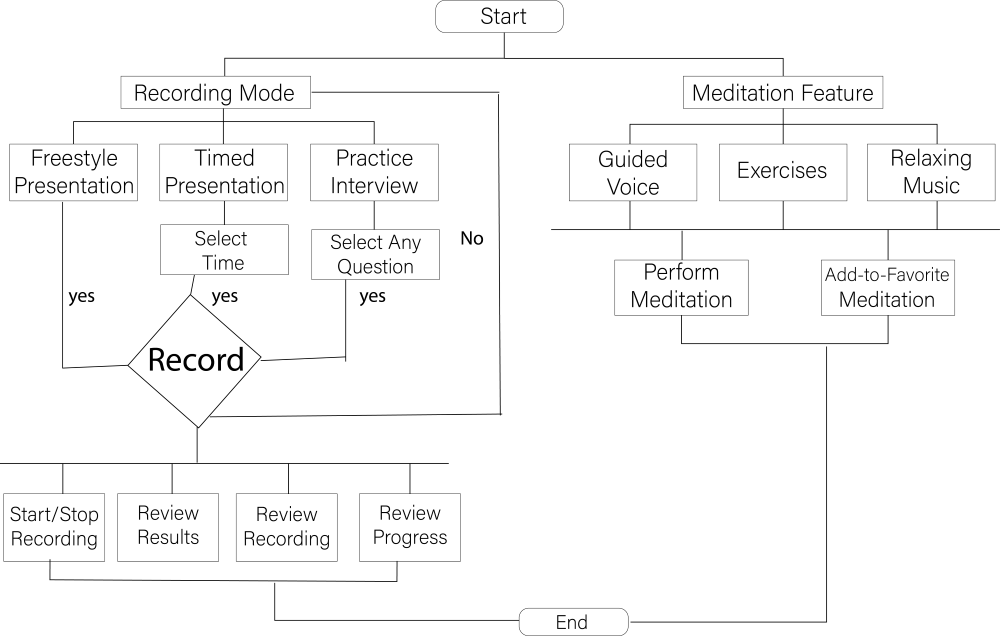 Start
Recording Mode
Meditation Feature
Freestyle
Presentation
Timed
Presentation
Practice
Interview
Guided
Voice
Exercises
Relaxing
Music
Select
Time
Select Any
Question
No
yes
yes
yes
Perform
Meditation
Add-to-Favorite
Meditation
Record
Start/Stop
Recording
Review
Results
Review
Recording
Review
Progress
End